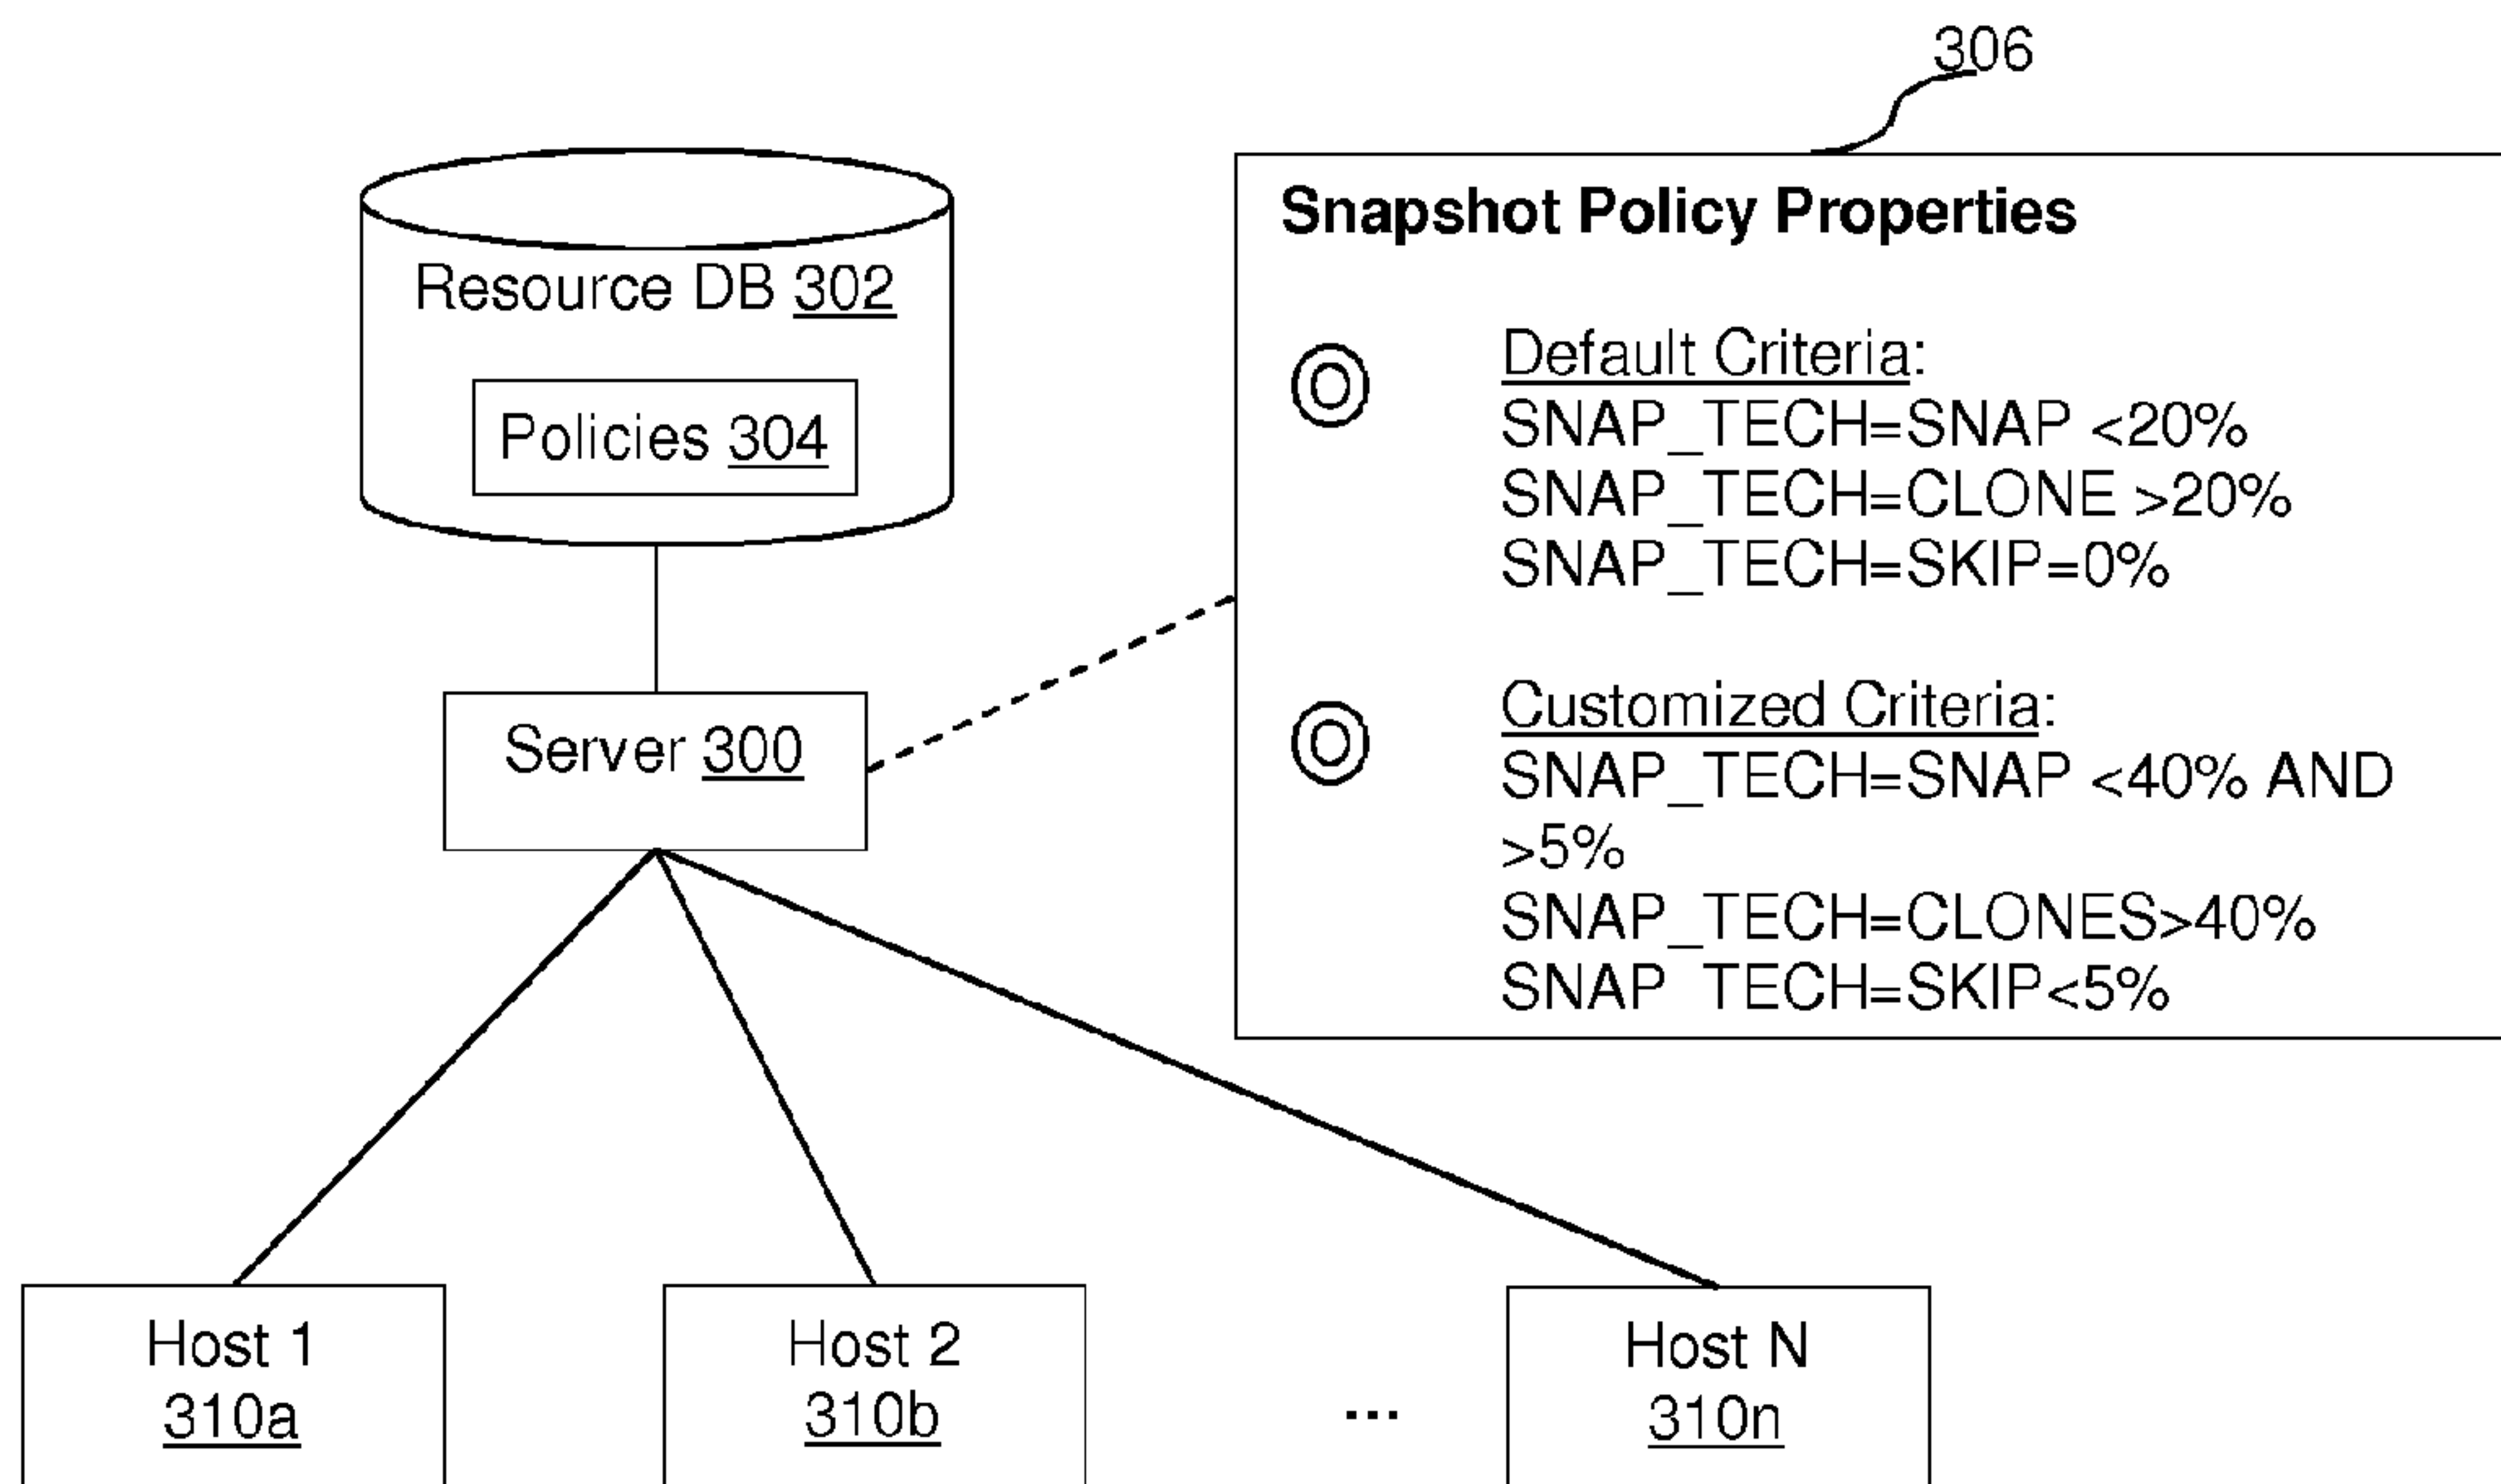 306
Resource DB 302
Policies 304
Server 300
Snapshot Policy Properties
Default Criteria:
SNAP_TECH=SNAP <20%
SNAP_TECH=CLONE >20%
SNAP_TECH=SKIP=0%
Customized Criteria:
SNAP_TECH=SNAP <40% AND
>5%
SNAP_TECH=CLONES>40%
SNAP_TECH=SKIP<5%
Host 1
310a
Host 2
310b
...
Host N
310n